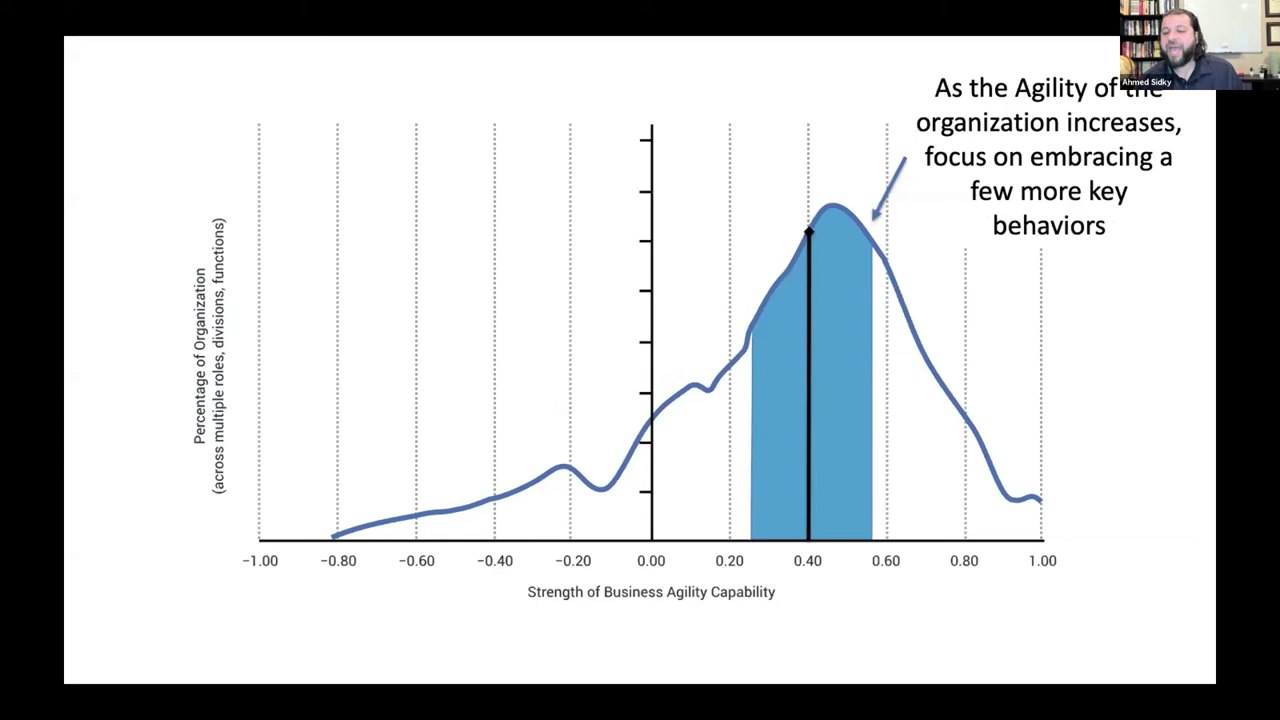 Ahmed Sidky
As the Agility of the
organization increases,
focus on embracing a
few more key
behaviors
Percentage of Organization
(across multiple roles, divisions, functions)
−1.00 −0.80 −0.60 −0.40 −0.20 0.00 0.20 0.40 0.60 0.80 1.00
Strength of Business Agility Capability